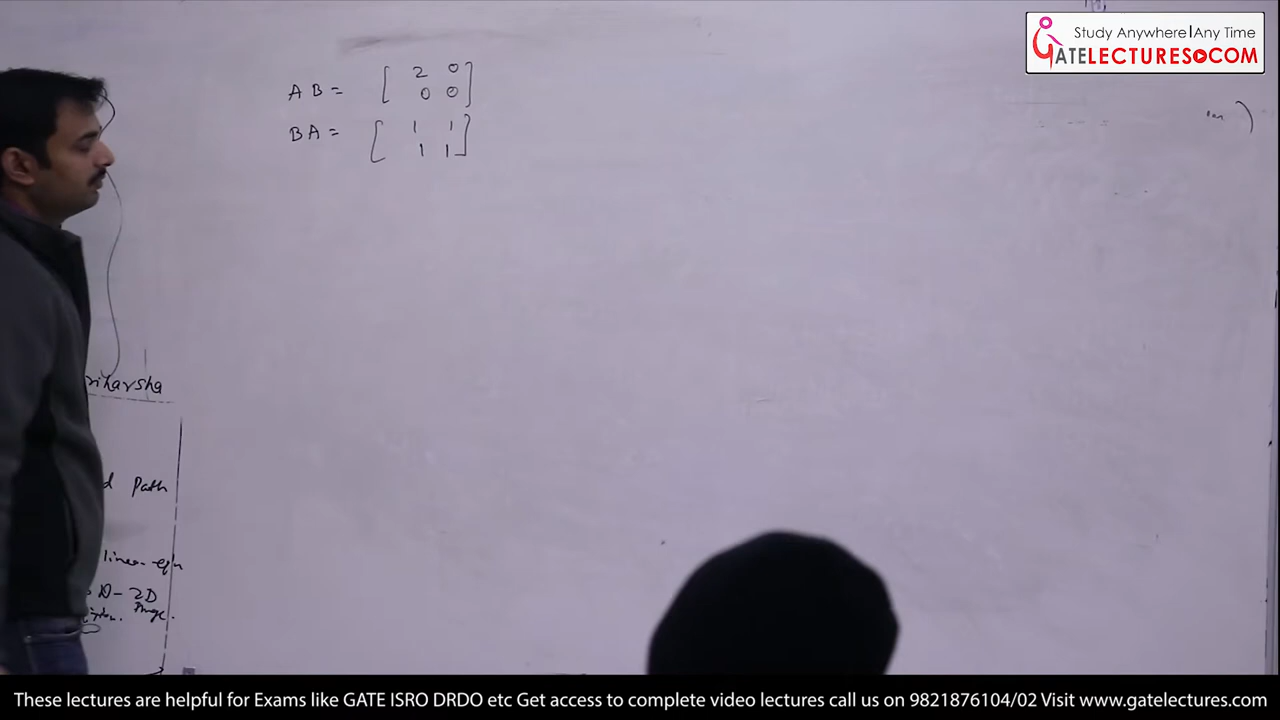 Study Anywhere|Any Time
GATELECTURES.COM
AB = [ 2 0
0 0 ]
BA = [ 1 1
1 1 ]
riharsha
d Path
linear eqn
D - 2D
These lectures are helpful for Exams like GATE ISRO DRDO etc Get access to complete video lectures call us on 9821876104/02 Visit www.gatelectures.com